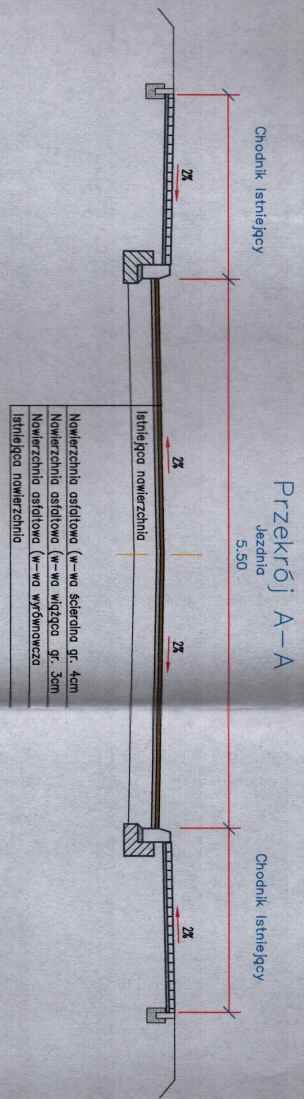 Przekrój A-A
Jezdnia
5.50
Chodnik Istniejący
Chodnik Istniejący
2%
2%
2%
2%
Istniejąca nawierzchnia
Nawierzchnia asfaltowa (w-wa ścieralna gr. 4cm
Nawierzchnia asfaltowa (w-wa wiążąca gr. 3cm
Nawierzchnia asfaltowa (w-wa wyrównawcza
Istniejąca nawierzchnia